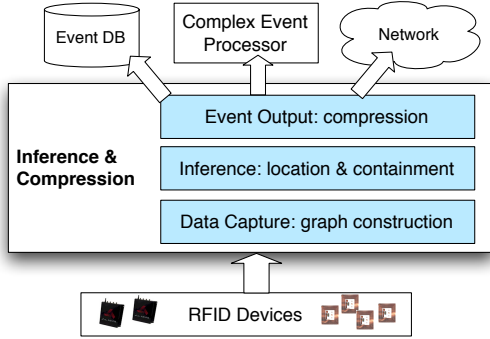 Event DB
Complex Event
Processor
Network
Event Output: compression
Inference &
Compression
Inference: location & containment
Data Capture: graph construction
RFID Devices